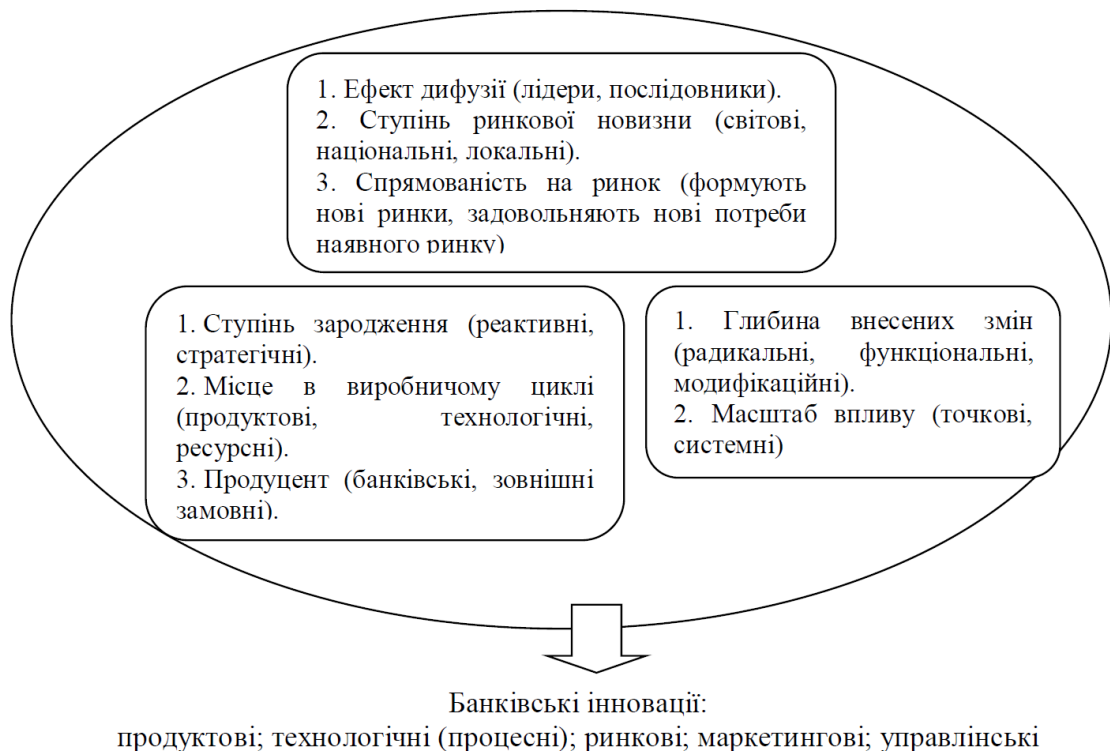 1. Ефект дифузії (лідери, послідовники).
2. Ступінь ринкової новизни (світові,
національні, локальні).
3. Спрямованість на ринок (формують
нові ринки, задовольняють нові потреби
наявного ринку)
1. Ступінь зародження (реактивні,
стратегічні).
2. Місце в виробничому циклі
(продуктові, технологічні,
ресурсні).
3. Продуцент (банківські, зовнішні
замовні).
1. Глибина внесених змін
(радикальні, функціональні,
модифікаційні).
2. Масштаб впливу (точкові,
системні)
Банківські інновації:
продуктові; технологічні (процесні); ринкові; маркетингові; управлінські